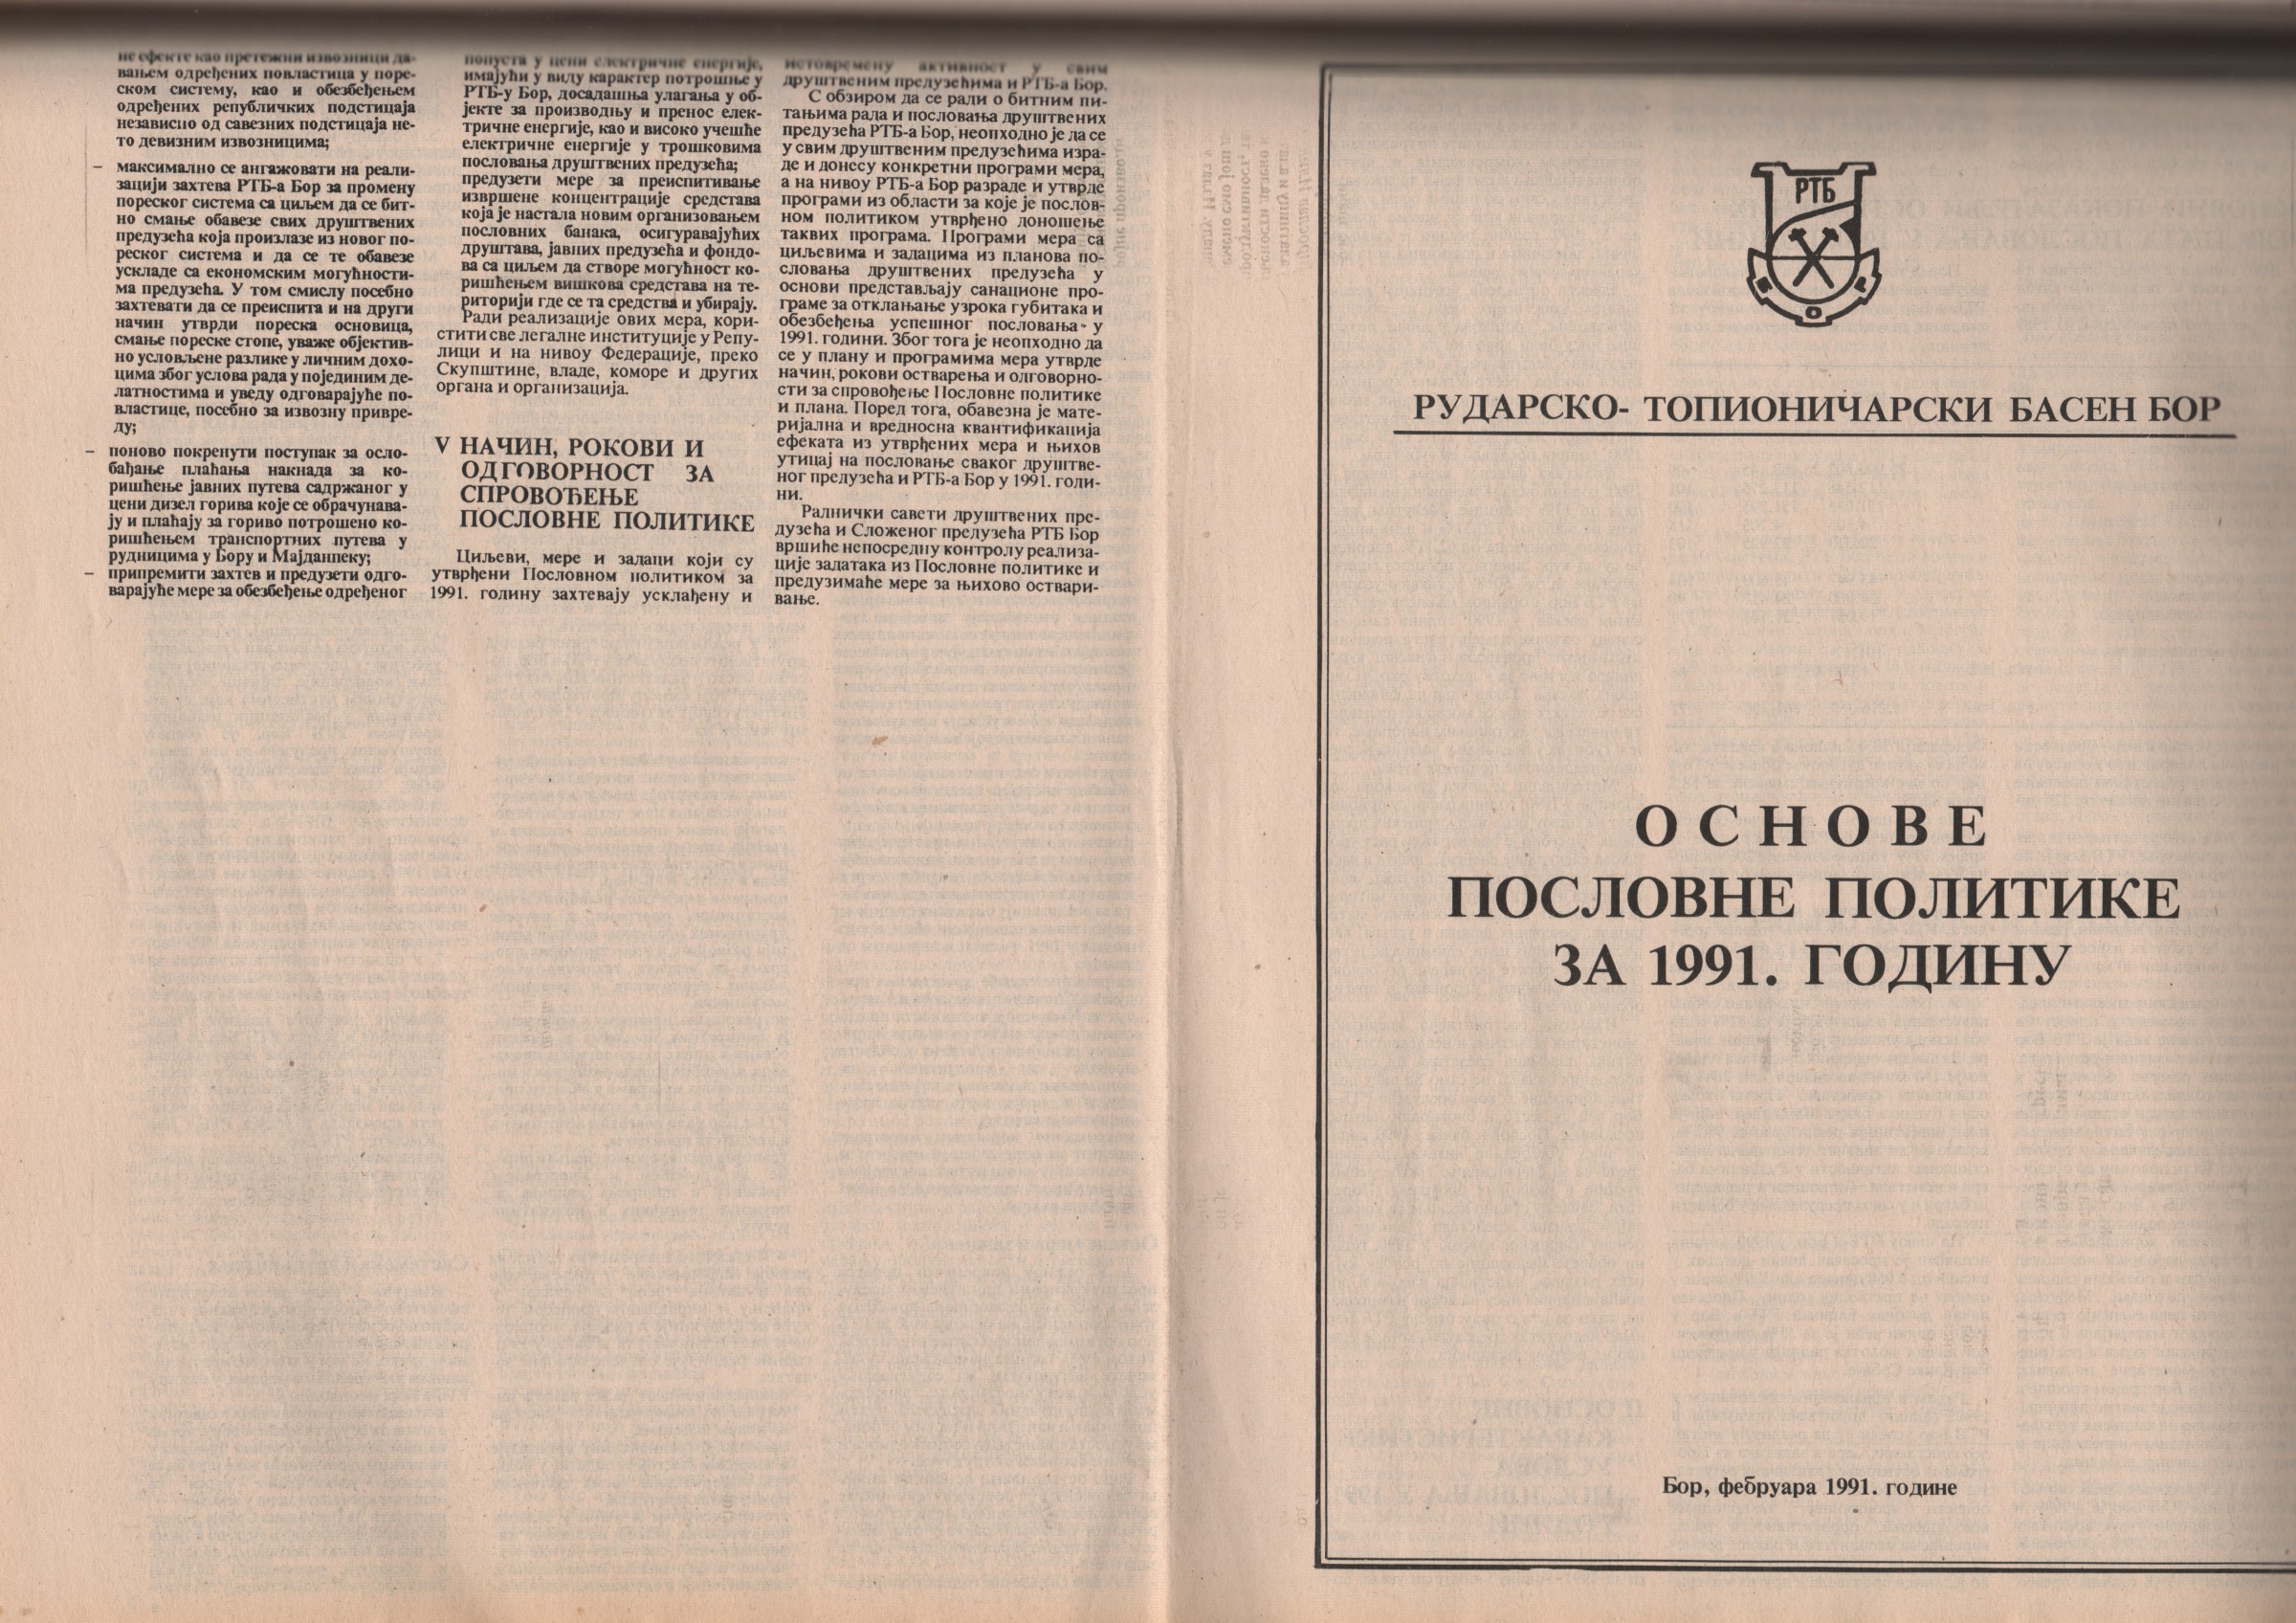 не ефекте као претежни извозници да-
вањем одређених повластица у поре-
ском систему, као и обезбеђењем
одређених републичких подстицаја
независно од савезних подстицаја не-
то девизним извозницима;
– максимално се ангажовати на реали-
зацији захтева РТБ-а Бор за промену
пореског система са циљем да се бит-
но смање обавезе свих друштвених
предузећа која произлазе из новог по-
реског система и да се те обавезе
ускладе са економским могућности-
ма предузећа. У том смислу посебно
захтевати да се преиспита и на други
начин утврди пореска основица,
смање пореске стопе, уваже објектив-
но условљене разлике у личним дохо-
цима због услова рада у појединим де-
латностима и уведу одговарајуће по-
властице, посебно за извозну привре-
ду;
– поново покренути поступак за осло-
бађање плаћања накнада за ко-
ришћење јавних путева садржаног у
цени дизел горива које се обрачунава-
ју и плаћају за гориво потрошено ко-
ришћењем транспортних путева у
рудницима у Бору и Мајданпеку;
– припремити захтев и предузети одго-
варајуће мере за обезбеђење одређеног
попуста у цени електричне енергије,
имајући у виду карактер потрошње у
РТБ-у Бор, досадашња улагања у об-
јекте за производњу и пренос елек-
тричне енергије, као и високо учешће
електричне енергије у трошковима
пословања друштвених предузећа;
предузети мере за преиспитивање
извршене концентрације средстава
која је настала новим организовањем
пословних банака, осигуравајућих
друштава, јавних предузећа и фондо-
ва са циљем да створе могућност ко-
ришћењем вишкова средстава на те-
риторији где се та средства и убирају.
Ради реализације ових мера, кори-
стити све легалне институције у Репу-
лици и на нивоу Федерације, преко
Скупштине, владе, коморе и других
органа и организација.
V НАЧИН, РОКОВИ И
ОДГОВОРНОСТ ЗА
СПРОВОЂЕЊЕ
ПОСЛОВНЕ ПОЛИТИКЕ
Циљеви, мере и задаци који су
утврђени Пословном политиком за
1991. годину захтевају усклађену и
истовремену активност у свим
друштвеним предузећима и РТБ-а Бор.
С обзиром да се ради о битним пи-
тањима рада и пословања друштвених
предузећа РТБ-а Бор, неопходно је да се
у свим друштвеним предузећима изра-
де и донесу конкретни програми мера,
а на нивоу РТБ-а Бор разраде и утврде
програми из области за које је послов-
ном политиком утврђено доношење
таквих програма. Програми мера са
циљевима и задацима из планова по-
словања друштвених предузећа у
основи представљају санационе про-
граме за отклањање узрока губитака и
обезбеђења успешног пословања у
1991. години. Због тога је неопходно да
се у плану и програмима мера утврде
начин, рокови остварења и одговорно-
сти за спровођење Пословне политике
и плана. Поред тога, обавезна је мате-
ријална и вредносна квантификација
ефеката из утврђених мера и њихов
утицај на пословање сваког друштве-
ног предузећа и РТБ-а Бор у 1991. годи-
ни.
Раднички савети друштвених пре-
дузећа и Сложеног предузећа РТБ Бор
вршиће непосредну контролу реализа-
ције задатака из Пословне политике и
предузимаће мере за њихово оствари-
вање.
РТБ
БОР
РУДАРСКО- ТОПИОНИЧАРСКИ БАСЕН БОР
ОСНОВЕ
ПОСЛОВНЕ ПОЛИТИКЕ
ЗА 1991. ГОДИНУ
Бор, фебруара 1991. године